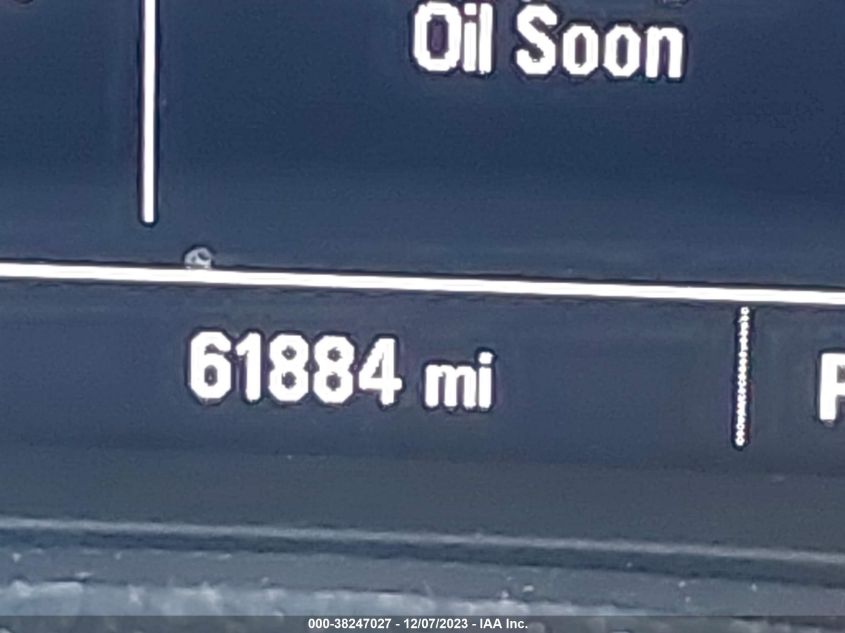 Oil Soon
61884 mi
P
000-38247027 - 12/07/2023 - IAA Inc.